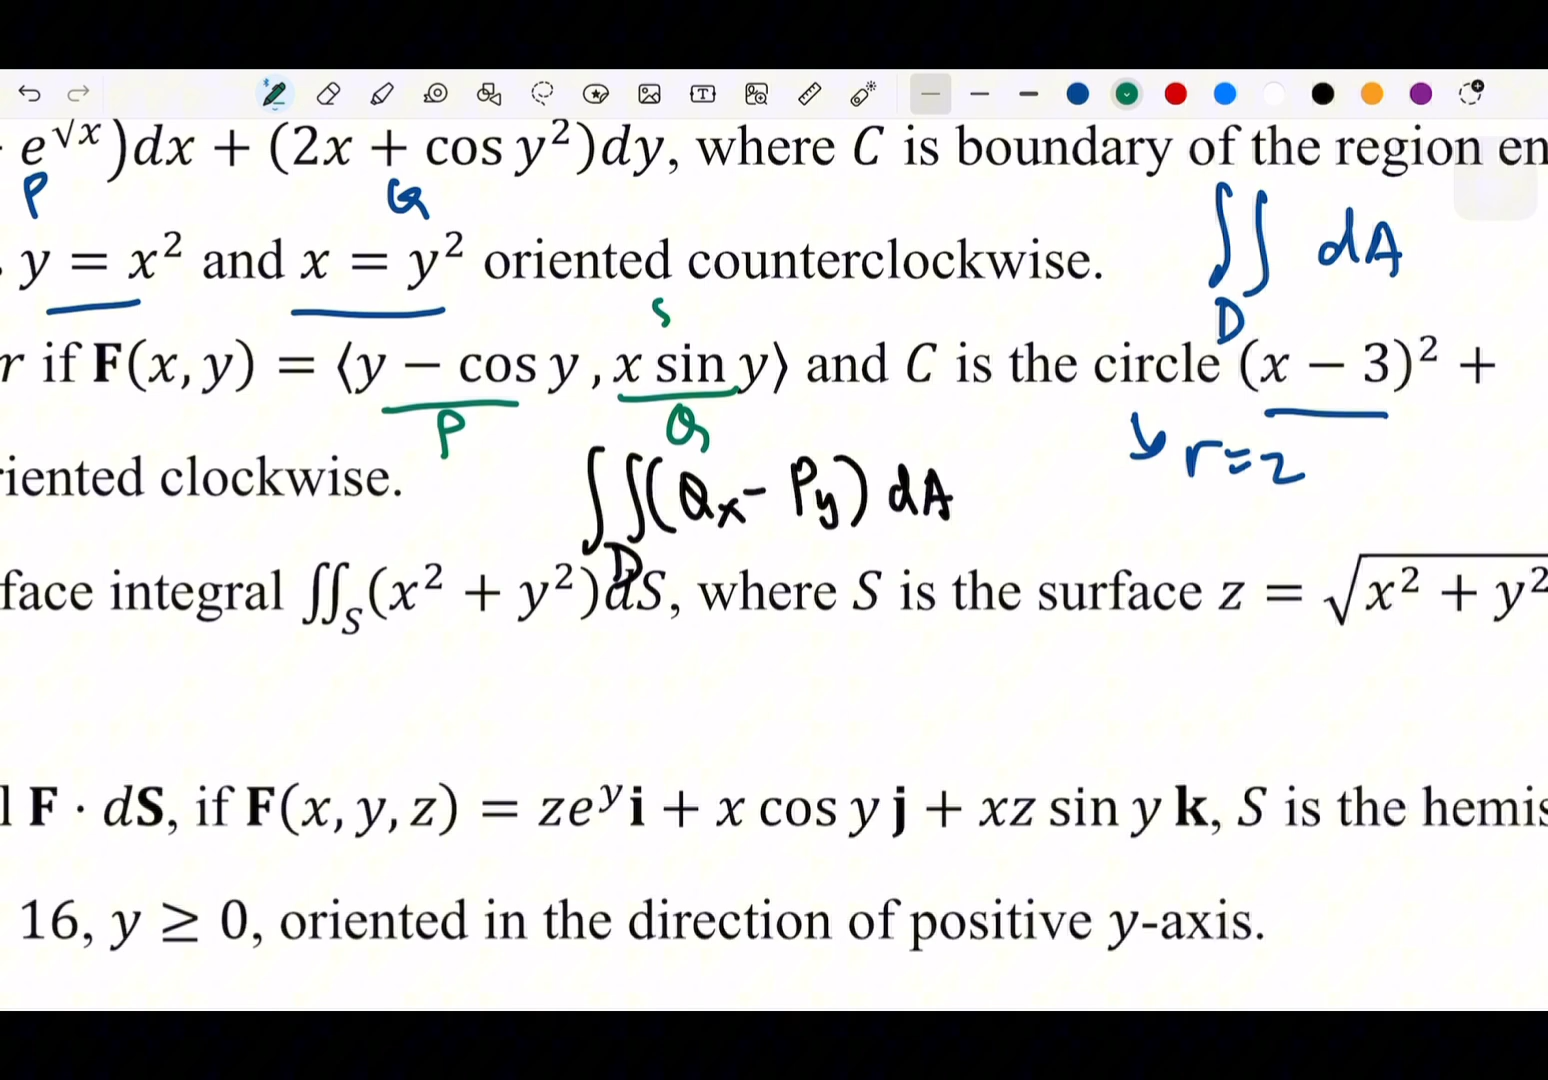 e^√x)dx + (2x + cos y²)dy, where C is boundary of the region en
P Q
y = x² and x = y² oriented counterclockwise.
∬ dA
D
S
r if F(x, y) = ⟨y − cos y, x sin y⟩ and C is the circle (x − 3)² +
P Q
↘ r = 2
riented clockwise.
∬(Qx - Py) dA
D
face integral ∬S(x² + y²)dS, where S is the surface z = √x² + y²
l F · dS, if F(x, y, z) = ze^y i + x cos y j + xz sin y k, S is the hemis
16, y ≥ 0, oriented in the direction of positive y-axis.